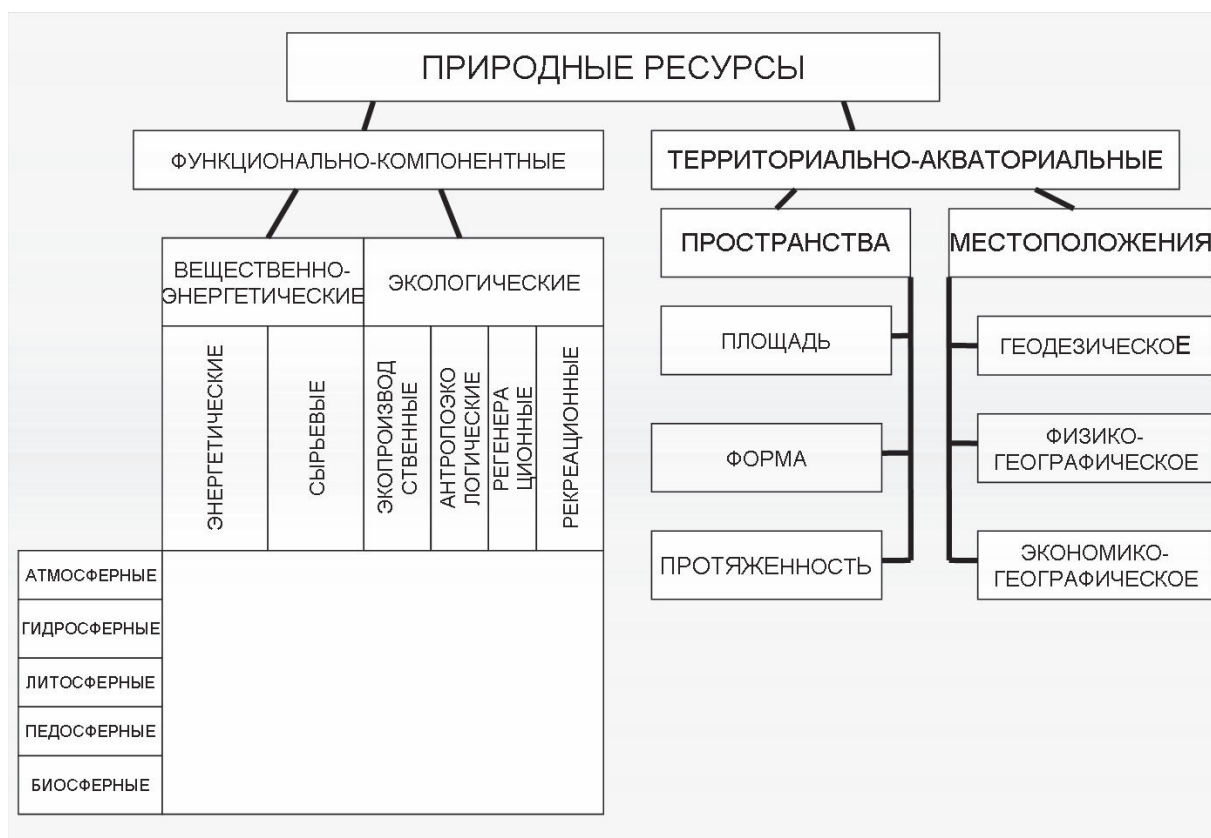 ПРИРОДНЫЕ РЕСУРСЫ
ФУНКЦИОНАЛЬНО-КОМПОНЕНТНЫЕ
ТЕРРИТОРИАЛЬНО-АКВАТОРИАЛЬНЫЕ
ВЕЩЕСТВЕННО-
ЭНЕРГЕТИЧЕСКИЕ
ЭКОЛОГИЧЕСКИЕ
ЭНЕРГЕТИЧЕСКИЕ
СЫРЬЕВЫЕ
ЭКОПРОИЗВОД
СТВЕННЫЕ
АНТРОПОЭКО
ЛОГИЧЕСКИЕ
РЕГЕНЕРА
ЦИОННЫЕ
РЕКРЕАЦИОННЫЕ
АТМОСФЕРНЫЕ
ГИДРОСФЕРНЫЕ
ЛИТОСФЕРНЫЕ
ПЕДОСФЕРНЫЕ
БИОСФЕРНЫЕ
ПРОСТРАНСТВА
ПЛОЩАДЬ
ФОРМА
ПРОТЯЖЕННОСТЬ
МЕСТОПОЛОЖЕНИЯ
ГЕОДЕЗИЧЕСКОЕ
ФИЗИКО-
ГЕОГРАФИЧЕСКОЕ
ЭКОНОМИКО-
ГЕОГРАФИЧЕСКОЕ